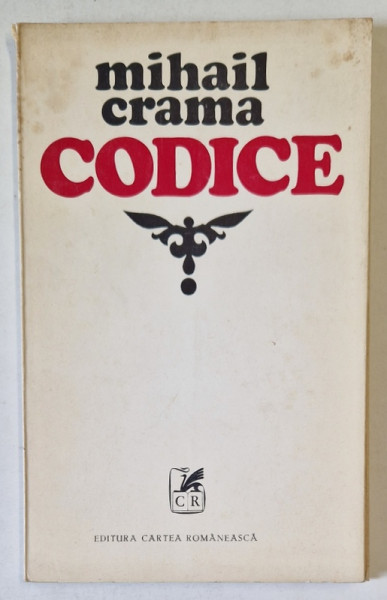 mihail
crama
CODICE
CR
EDITURA CARTEA ROMÂNEASCĂ